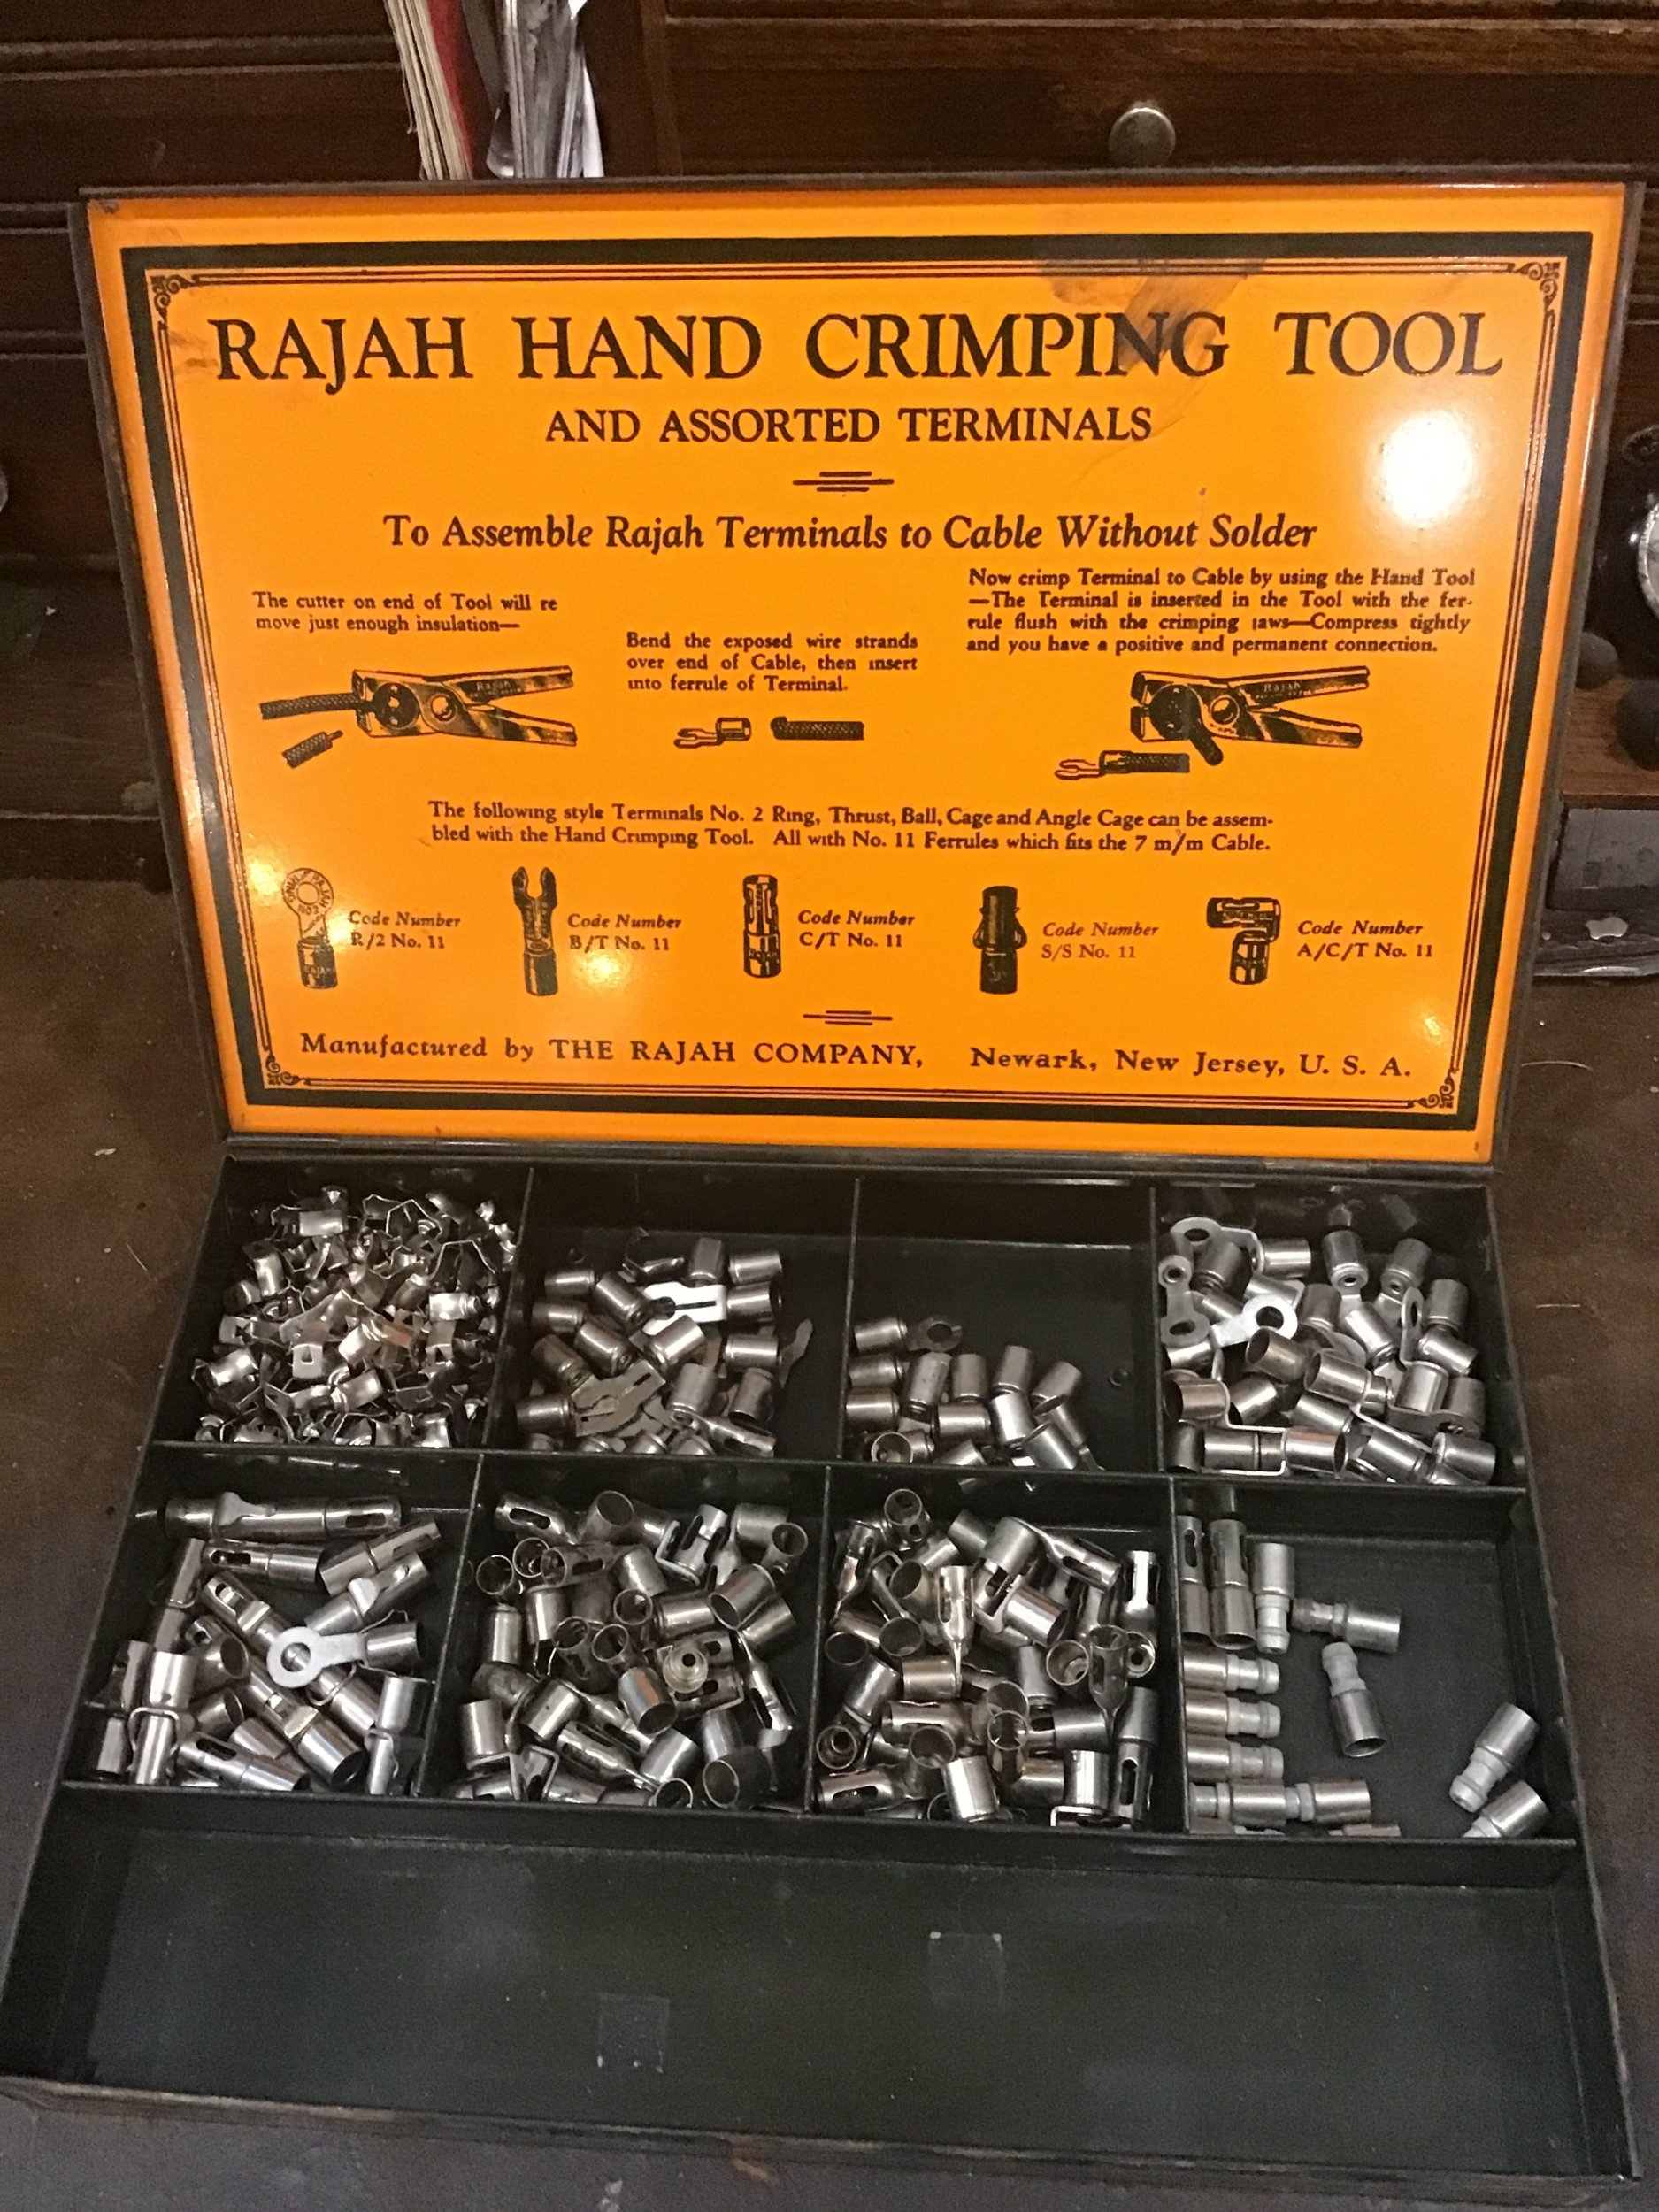 RAJAH HAND CRIMPING TOOL
AND ASSORTED TERMINALS
To Assemble Rajah Terminals to Cable Without Solder
The cutter on end of Tool will re
move just enough insulation—
Bend the exposed wire strands
over end of Cable, then insert
into ferrule of Terminal.
Now crimp Terminal to Cable by using the Hand Tool
—The Terminal is inserted in the Tool with the fer-
rule flush with the crimping jaws—Compress tightly
and you have a positive and permanent connection.
Rajah
Rajah
The following style Terminals No. 2 Ring, Thrust, Ball, Cage and Angle Cage can be assem-
bled with the Hand Crimping Tool. All with No. 11 Ferrules which fits the 7 m/m Cable.
Code Number
R/2 No. 11
Code Number
B/T No. 11
Code Number
C/T No. 11
Code Number
S/S No. 11
Code Number
A/C/T No. 11
Manufactured by THE RAJAH COMPANY, Newark, New Jersey, U. S. A.